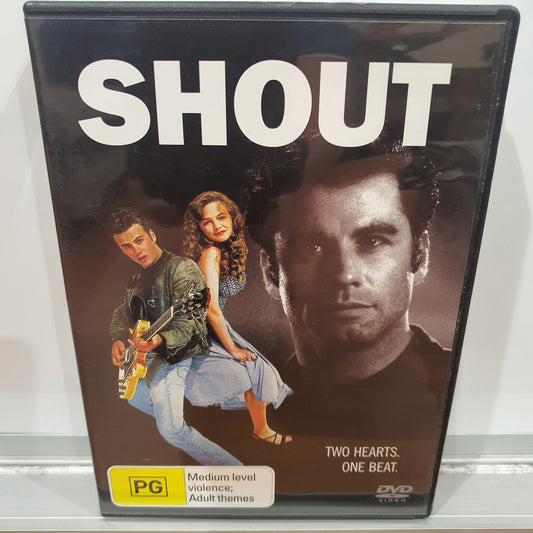 SHOUT
TWO HEARTS.
ONE BEAT.
PG
Medium level
violence;
Adult themes
DVD
VIDEO